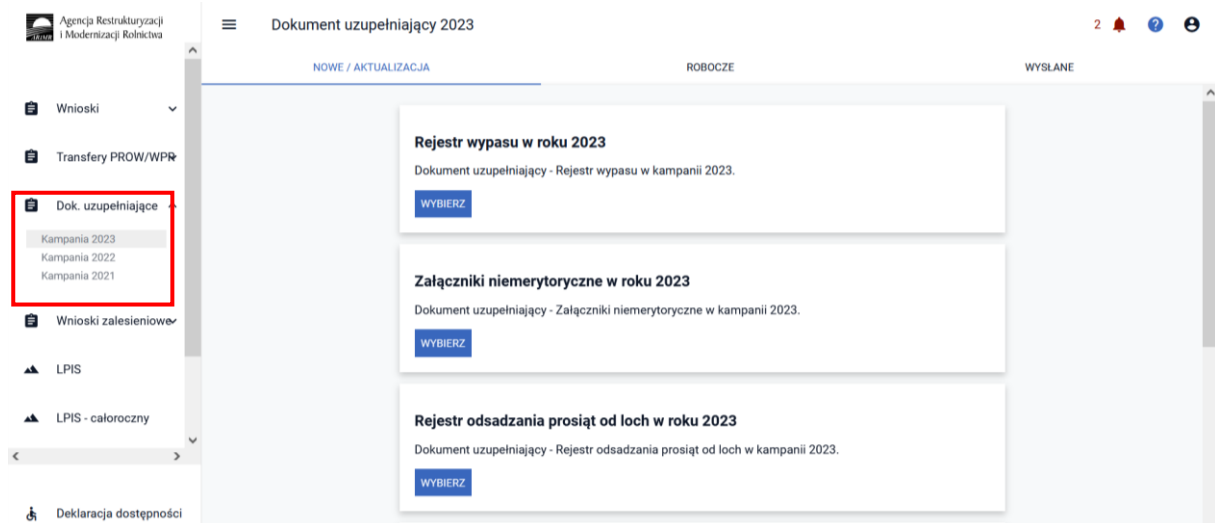 Agencja Restrukturyzacji
i Modernizacji Rolnictwa
ARiMR
Dokument uzupełniający 2023
2
NOWE / AKTUALIZACJA
ROBOCZE
WYSŁANE
Wnioski
Transfery PROW/WPR
Dok. uzupełniające
Kampania 2023
Kampania 2022
Kampania 2021
Wnioski zalesieniowe
LPIS
LPIS - całoroczny
Deklaracja dostępności
Rejestr wypasu w roku 2023
Dokument uzupełniający - Rejestr wypasu w kampanii 2023.
WYBIERZ
Załączniki niemerytoryczne w roku 2023
Dokument uzupełniający - Załączniki niemerytoryczne w kampanii 2023.
WYBIERZ
Rejestr odsadzania prosiąt od loch w roku 2023
Dokument uzupełniający - Rejestr odsadzania prosiąt od loch w kampanii 2023.
WYBIERZ